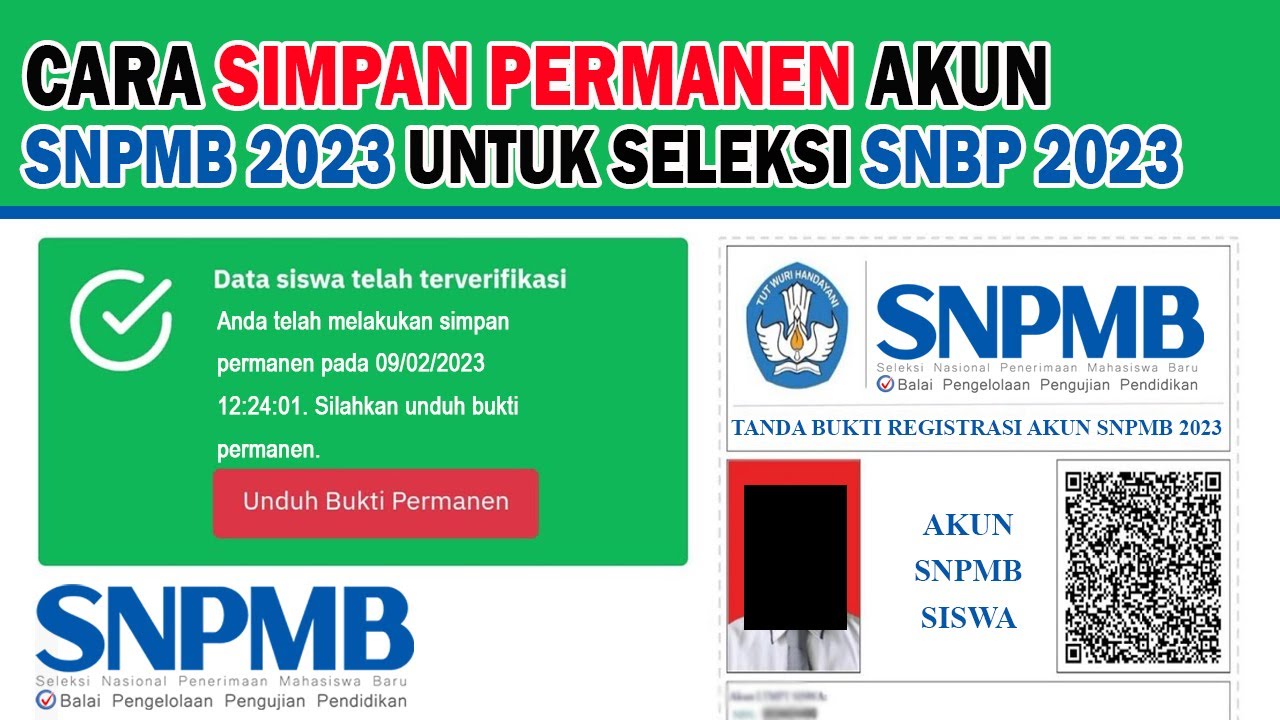 CARA SIMPAN PERMANEN AKUN
SNPMB 2023 UNTUK SELEKSI SNBP 2023
Data siswa telah terverifikasi
Anda telah melakukan simpan
permanen pada 09/02/2023
12:24:01. Silahkan unduh bukti
permanen.
Unduh Bukti Permanen
SNPMB
Seleksi Nasional Penerimaan Mahasiswa Baru
Balai Pengelolaan Pengujian Pendidikan
TUT WURI HANDAYANI
SNPMB
Seleksi Nasional Penerimaan Mahasiswa Baru
Balai Pengelolaan Pengujian Pendidikan
TANDA BUKTI REGISTRASI AKUN SNPMB 2023
AKUN
SNPMB
SISWA